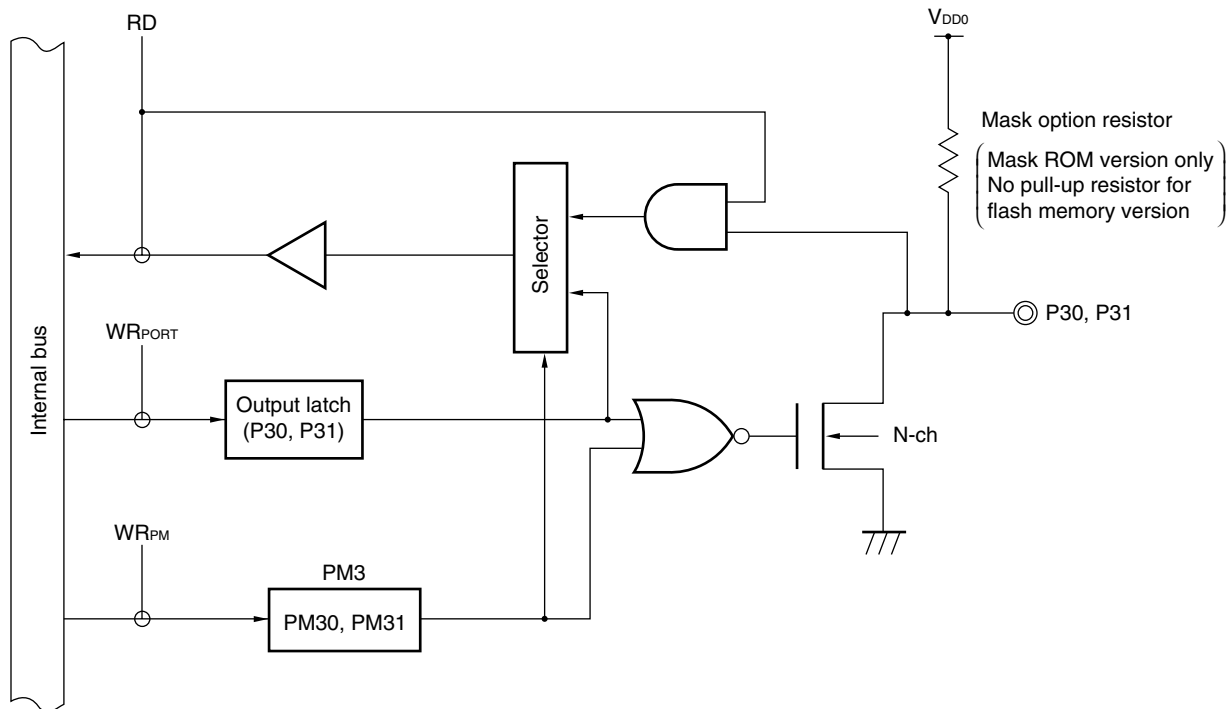 RD
VDD0
Mask option resistor
Mask ROM version only
No pull-up resistor for
flash memory version
Selector
P30, P31
Internal bus
WRPORT
Output latch
(P30, P31)
N-ch
WRPM
PM3
PM30, PM31